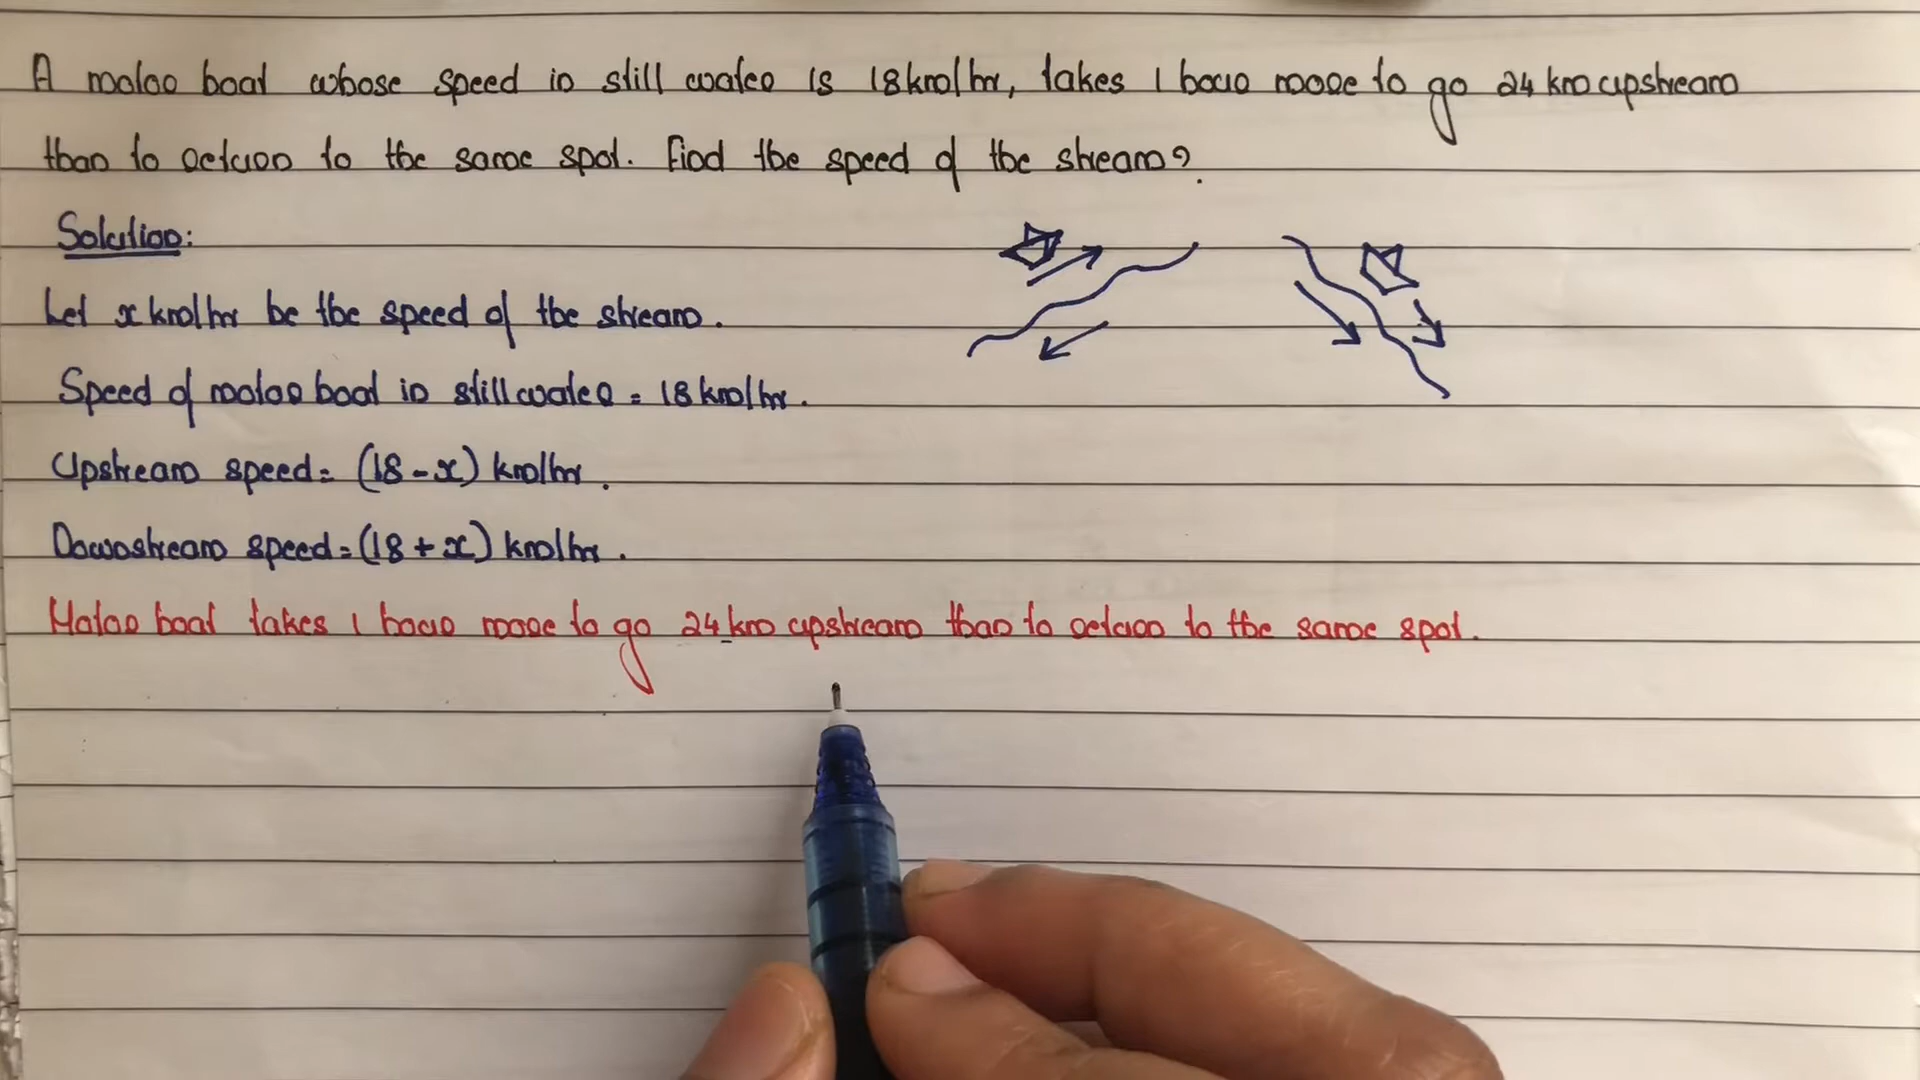 A motor boat whose speed in still water is 18km/hr, takes 1 hour more to go 24 km upstream
than to return to the same spot. Find the speed of the stream?
Solution:
Let x km/hr be the speed of the stream.
Speed of motor boat in still water = 18 km/hr.
Upstream speed = (18 - x) km/hr.
Downstream speed = (18 + x) km/hr.
Motor boat takes 1 hour more to go 24 km upstream than to return to the same spot.